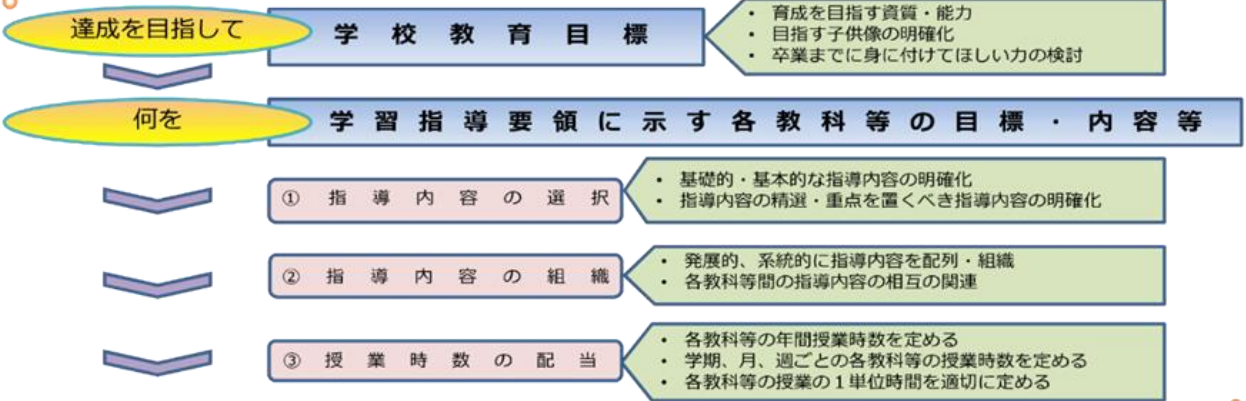 達成を目指して
学校教育目標
・ 育成を目指す資質・能力
・ 目指す子供像の明確化
・ 卒業までに身に付けてほしい力の検討
何を
学習指導要領に示す各教科等の目標・内容等
① 指導内容の選択
・ 基礎的・基本的な指導内容の明確化
・ 指導内容の精選・重点を置くべき指導内容の明確化
② 指導内容の組織
・ 発展的、系統的に指導内容を配列・組織
・ 各教科等間の指導内容の相互の関連
③ 授業時数の配当
・ 各教科等の年間授業時数を定める
・ 学期、月、週ごとの各教科等の授業時数を定める
・ 各教科等の授業の１単位時間を適切に定める